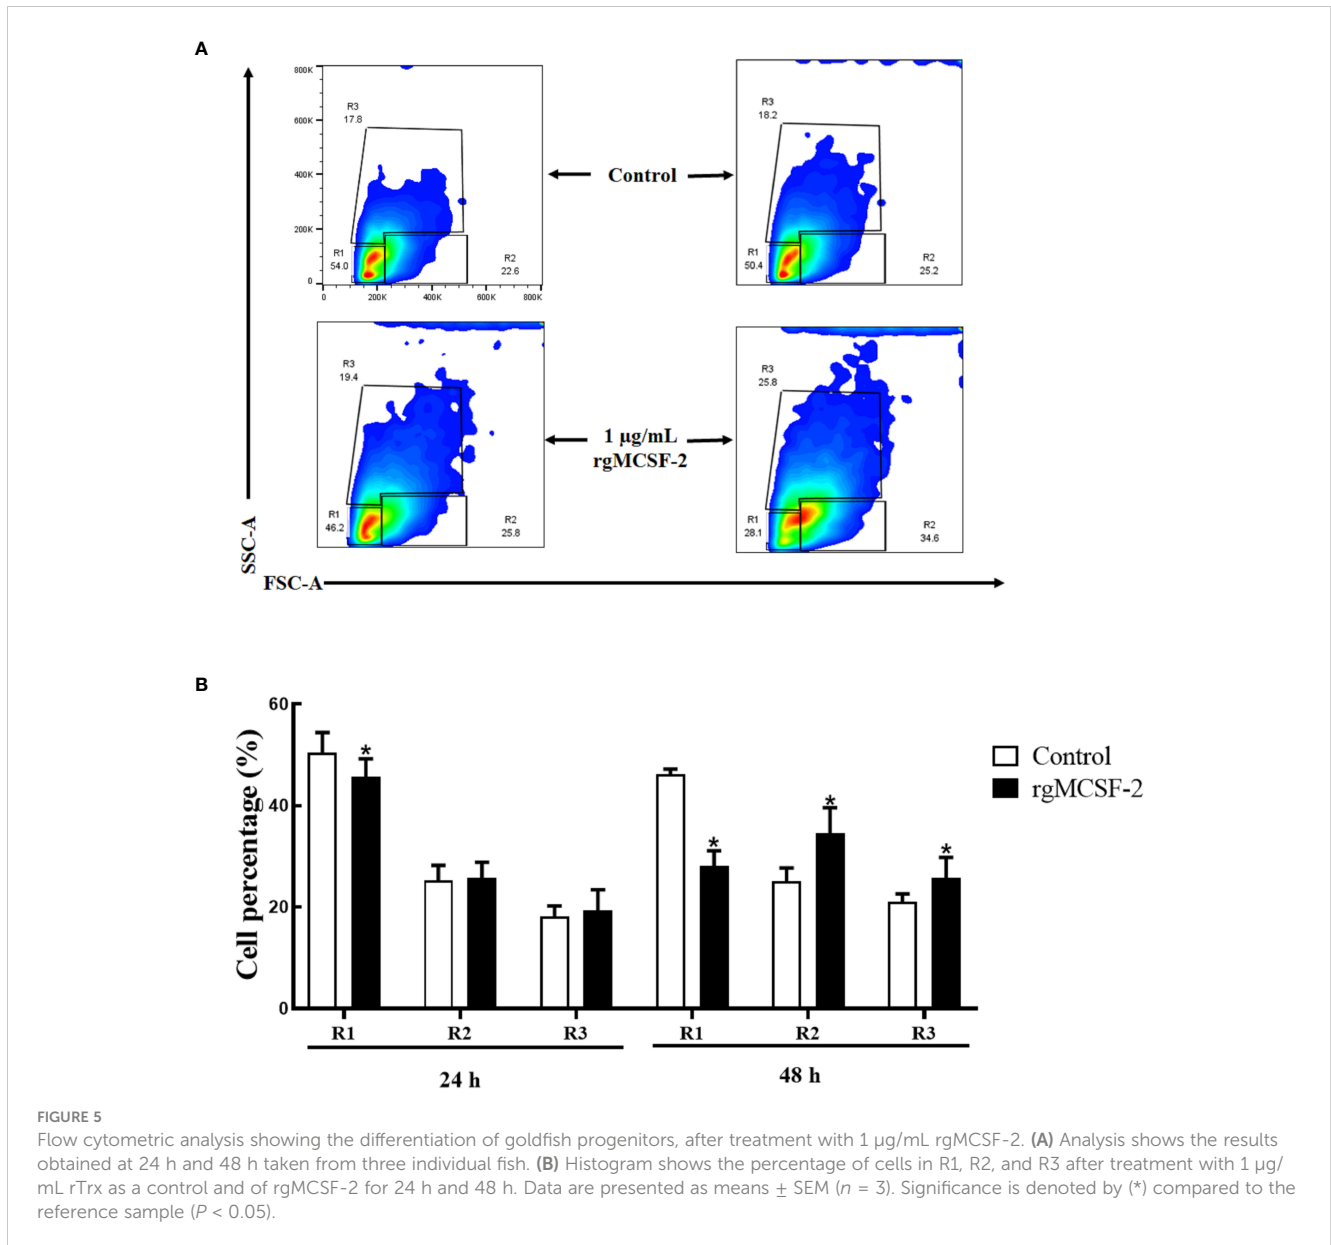 A
SSC-A
FSC-A
800K
600K
400K
200K
0
0
200K
400K
600K
800K
R3
17.8
R1
54.0
R2
22.6
Control
R3
18.2
R1
50.4
R2
25.2
R3
19.4
R1
46.2
R2
25.8
1 µg/mL
rgMCSF-2
R3
25.8
R1
28.1
R2
34.6
B
Cell percentage (%)
60
40
20
0
*
*
*
*
Control
rgMCSF-2
R1
R2
R3
R1
R2
R3
24 h
48 h
FIGURE 5
Flow cytometric analysis showing the differentiation of goldfish progenitors, after treatment with 1 µg/mL rgMCSF-2. (A) Analysis shows the results
obtained at 24 h and 48 h taken from three individual fish. (B) Histogram shows the percentage of cells in R1, R2, and R3 after treatment with 1 µg/
mL rTrx as a control and of rgMCSF-2 for 24 h and 48 h. Data are presented as means ± SEM (n = 3). Significance is denoted by (*) compared to the
reference sample (P < 0.05).